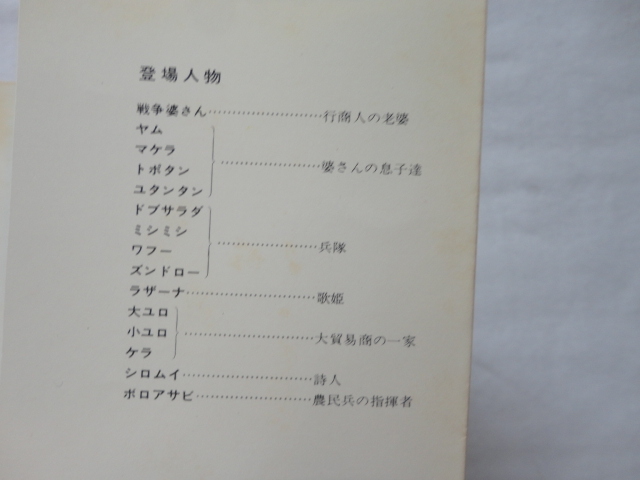 登場人物
戦争婆さん……………………行商人の老婆
ヤム
マケラ
トボタン
ユタンタン
…………………婆さんの息子達
ドブサラダ
ミシミシ
ワフー
ズンドロー
…………………兵隊
ラザーナ………………………歌姫
大ユロ
小ユロ
ケラ
………………………大貿易商の一家
シロムイ………………………詩人
ボロアサビ……………………農民兵の指揮者